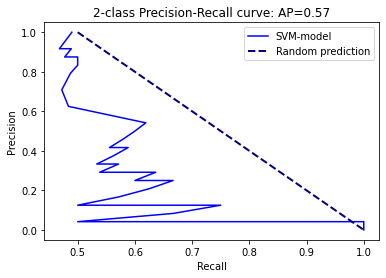 2-class Precision-Recall curve: AP=0.57
SVM-model
Random prediction
Precision
1.0
0.8
0.6
0.4
0.2
0.0
0.5 0.6 0.7 0.8 0.9 1.0
Recall